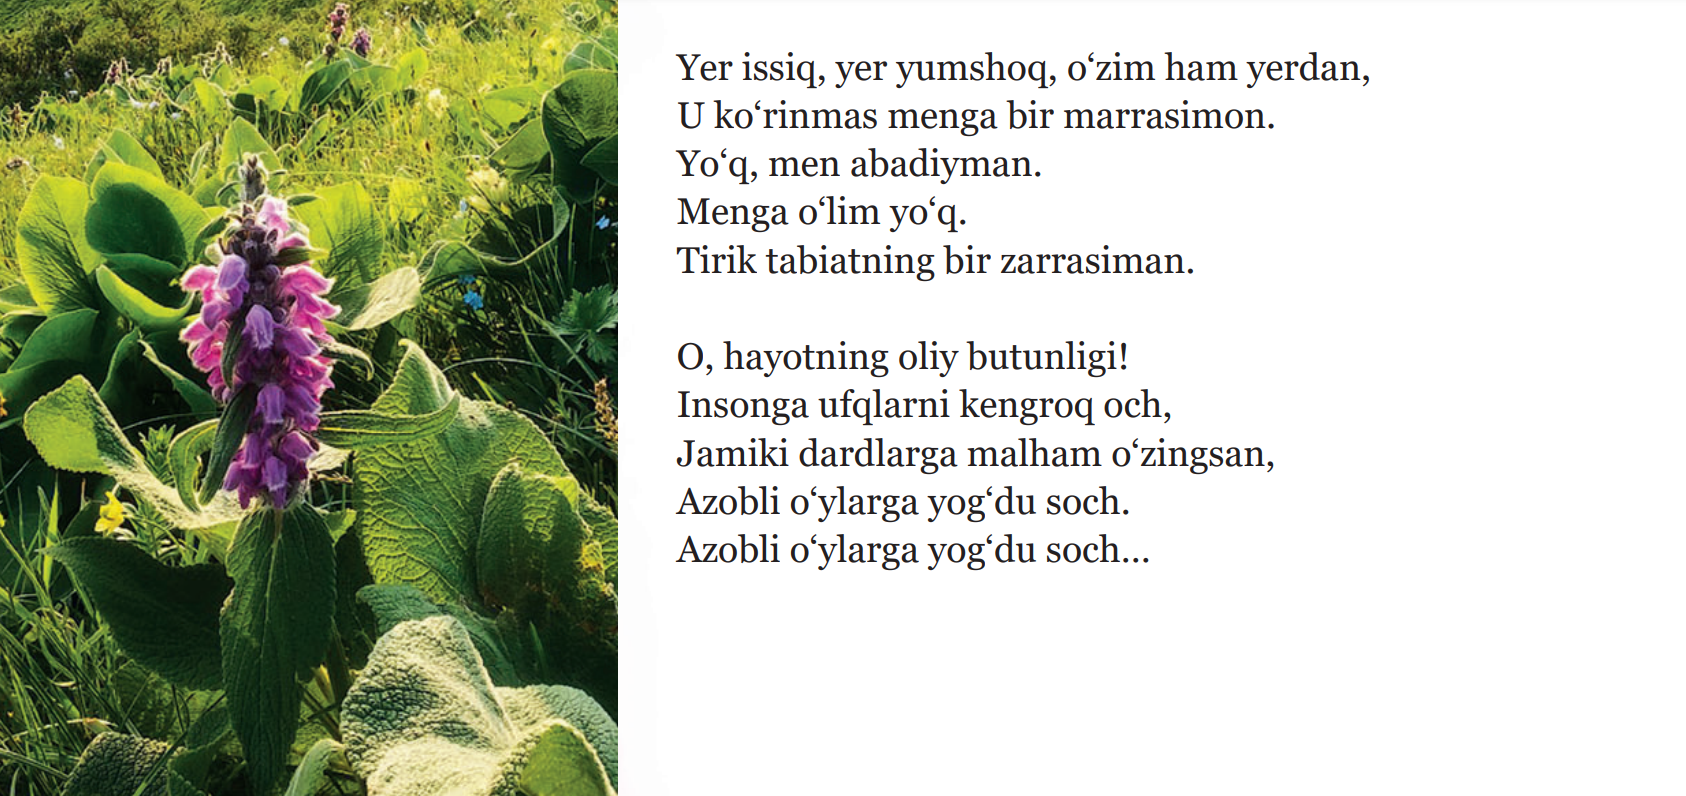 Yer issiq, yer yumshoq, o‘zim ham yerdan,
U ko‘rinmas menga bir marrasimon.
Yo‘q, men abadiyman.
Menga o‘lim yo‘q.
Tirik tabiatning bir zarrasiman.

O, hayotning oliy butunligi!
Insonga ufqlarni kengroq och,
Jamiki dardlarga malham o‘zingsan,
Azobli o‘ylarga yog‘du soch.
Azobli o‘ylarga yog‘du soch...